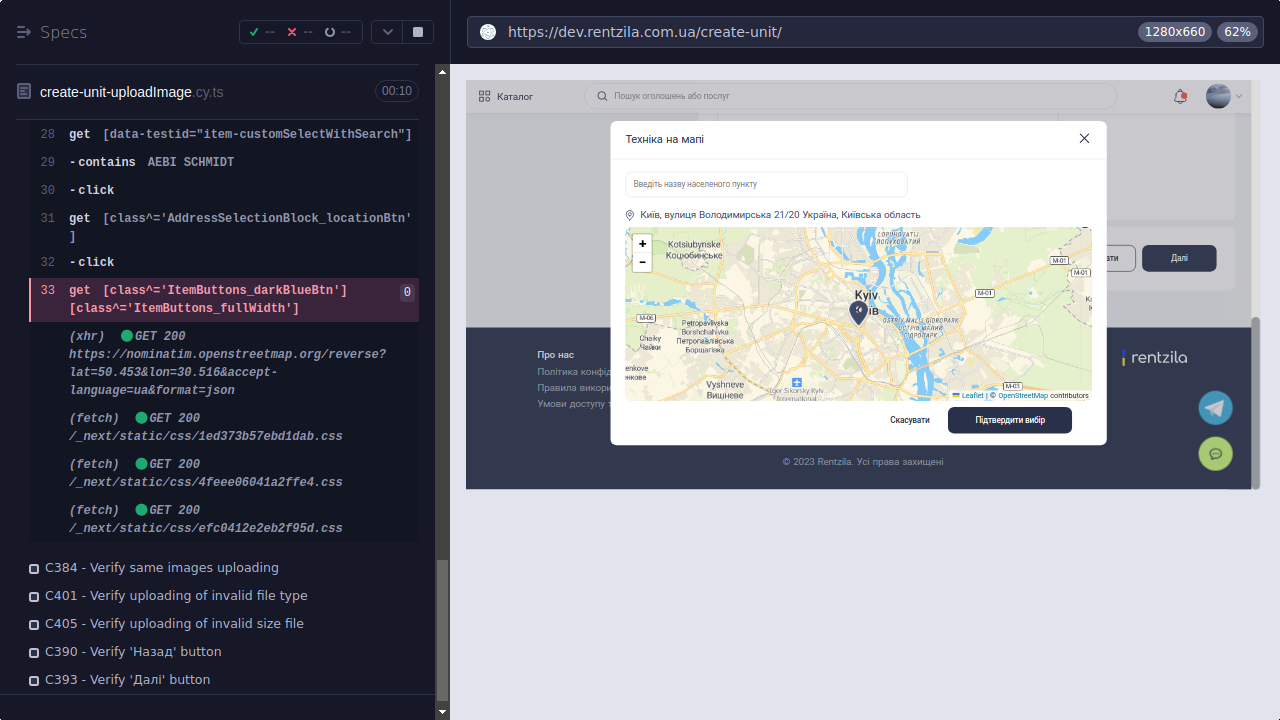 Specs
-- -- --
create-unit-uploadImage.cy.ts
00:10
28 get [data-testid="item-customSelectWithSearch"]
29 -contains AEBI SCHMIDT
30 -click
31 get [class^='AddressSelectionBlock_locationBtn'
]
32 -click
33 get [class^='ItemButtons_darkBlueBtn']
[class^='ItemButtons_fullWidth']
0
(xhr) GET 200
https://nominatim.openstreetmap.org/reverse?
lat=50.453&lon=30.516&accept-
language=ua&format=json
(fetch) GET 200
/_next/static/css/1ed373b57ebd1dab.css
(fetch) GET 200
/_next/static/css/4feee06041a2ffe4.css
(fetch) GET 200
/_next/static/css/efc0412e2eb2f95d.css
C384 - Verify same images uploading
C401 - Verify uploading of invalid file type
C405 - Verify uploading of invalid size file
C390 - Verify 'Назад' button
C393 - Verify 'Далі' button
https://dev.rentzila.com.ua/create-unit/
1280x660
62%
Каталог
Пошук оголошень або послуг
Техніка на мапі
Введіть назву населеного пункту
Київ, вулиця Володимирська 21/20 Україна, Київська область
+
−
Kotsiubynske
Коцюбинське
M-01
M-01
M-01
Kyiv
M-06
Petropavlivska
Borshchahivka
Петропавлівська
Борщагівка
Chaiky
Чайки
Vyshneve
Вишневе
Igor Sikorsky Kyiv
International
M-03
Leaflet | © OpenStreetMap contributors
Скасувати
Підтвердити вибір
Далі
Про нас
Політика конфід
Правила викори
Умови доступу т
rentzila
© 2023 Rentzila. Усі права захищені